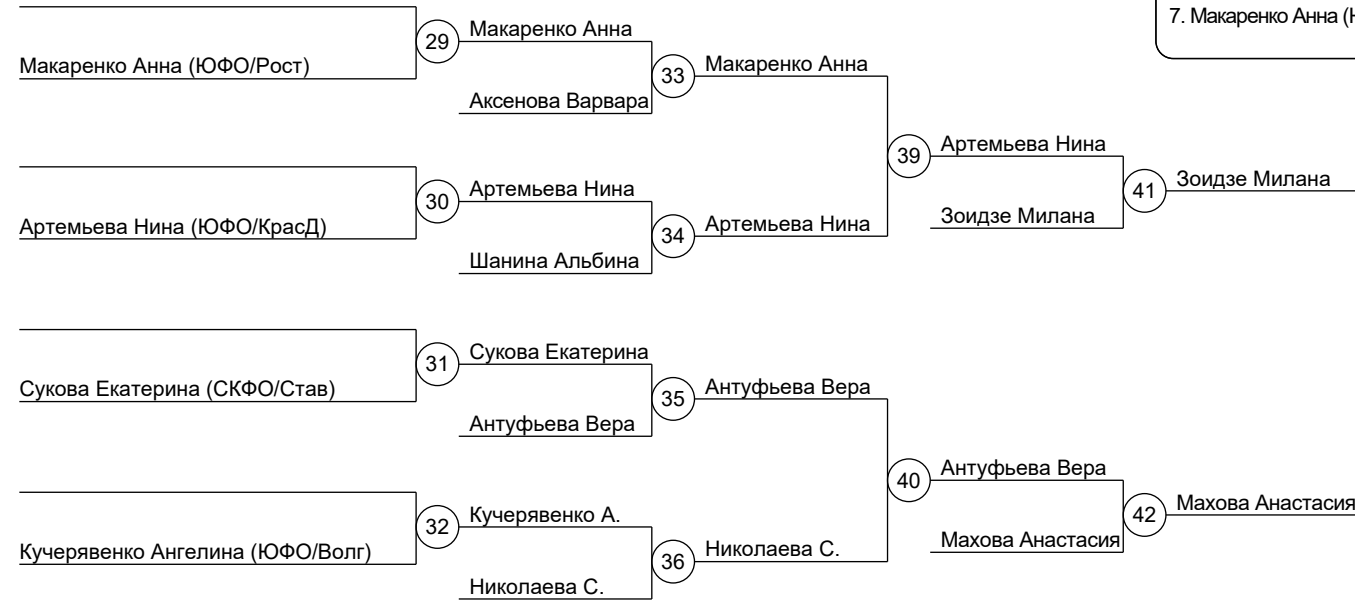 7. Макаренко Анна (
29
Макаренко Анна
Макаренко Анна (ЮФО/Рост)
33
Макаренко Анна
Аксенова Варвара
39
Артемьева Нина
30
Артемьева Нина
41
Зоидзе Милана
Артемьева Нина (ЮФО/КрасД)
34
Артемьева Нина
Зоидзе Милана
Шанина Альбина
31
Сукова Екатерина
Сукова Екатерина (СКФО/Став)
35
Антуфьева Вера
Антуфьева Вера
40
Антуфьева Вера
32
Кучерявенко А.
42
Махова Анастасия
Кучерявенко Ангелина (ЮФО/Волг)
36
Николаева С.
Махова Анастасия
Николаева С.